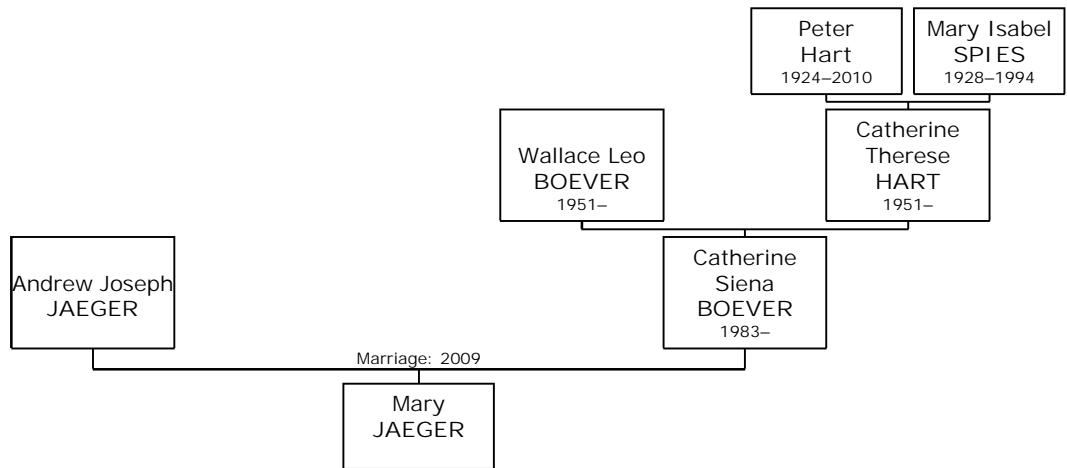 Peter
Hart
1924–2010
Mary Isabel
SPIES
1928–1994
Wallace Leo
BOEVER
1951–
Catherine
Therese
HART
1951–
Andrew Joseph
JAEGER
Catherine
Siena
BOEVER
1983–
Marriage: 2009
Mary
JAEGER